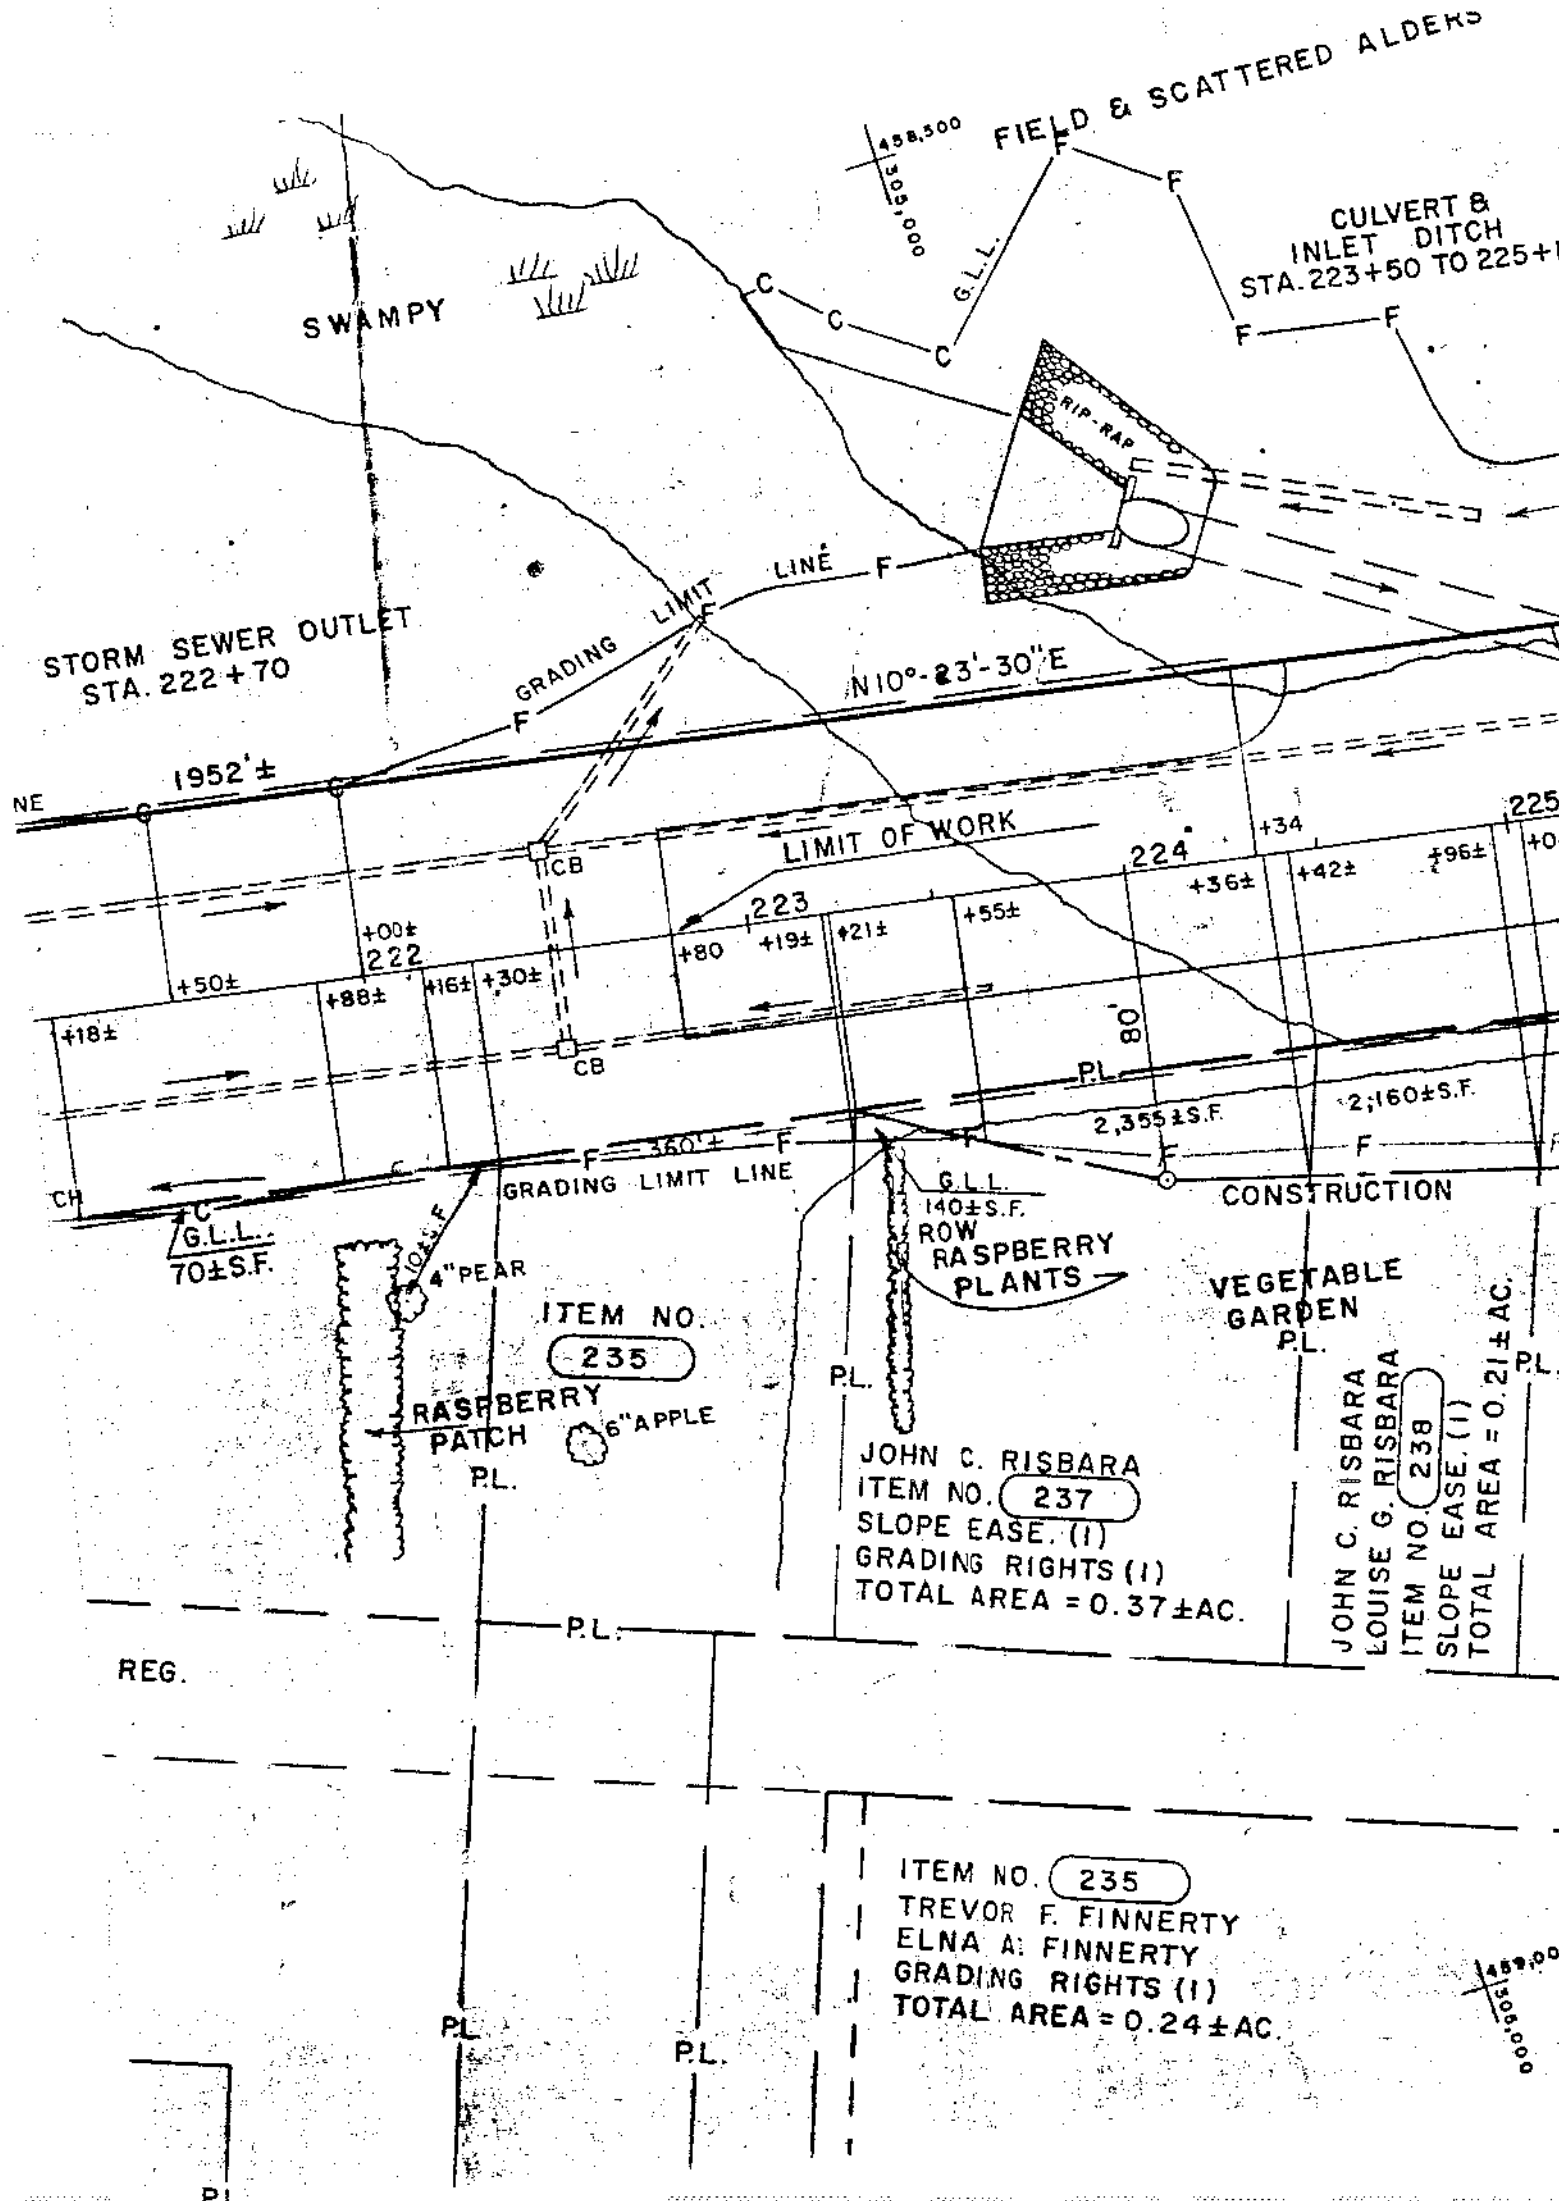 FIELD & SCATTERED ALDERS
458,500
305,000
F
F
G.L.L.
CULVERT &
INLET DITCH
STA. 223+50 TO 225+
F
F
C
C
C
SWAMPY
RIP-RAP
STORM SEWER OUTLET
STA. 222+70
GRADING LIMIT LINE
F
F
F
N10°-23'-30"E
1952'±
NE
CB
LIMIT OF WORK
+34
225
224
223
222
+00±
+50±
+18±
+88±
+16±
+30±
+80
+19±
+21±
+55±
+36±
+42±
+96±
+0
CB
80'
P.L.
2,355±S.F.
2,160±S.F.
F
360'±
F
F
F
F
F
GRADING LIMIT LINE
CH
C
C
G.L.L.
70±S.F.
10±S.F.
4"PEAR
G.L.L.
140±S.F.
ROW
RASPBERRY
PLANTS
CONSTRUCTION
VEGETABLE
GARDEN
P.L.
ITEM NO.
235
RASPBERRY
PATCH
6"APPLE
P.L.
P.L.
P.L.
JOHN C. RISBARA
ITEM NO. 237
SLOPE EASE. (1)
GRADING RIGHTS (1)
TOTAL AREA = 0.37±AC.
JOHN C. RISBARA
LOUISE G. RISBARA
ITEM NO. 238
SLOPE EASE. (1)
TOTAL AREA = 0.21±AC.
P.L.
REG.
ITEM NO. 235
TREVOR F. FINNERTY
ELNA A. FINNERTY
GRADING RIGHTS (1)
TOTAL AREA = 0.24±AC.
P.L.
P.L.